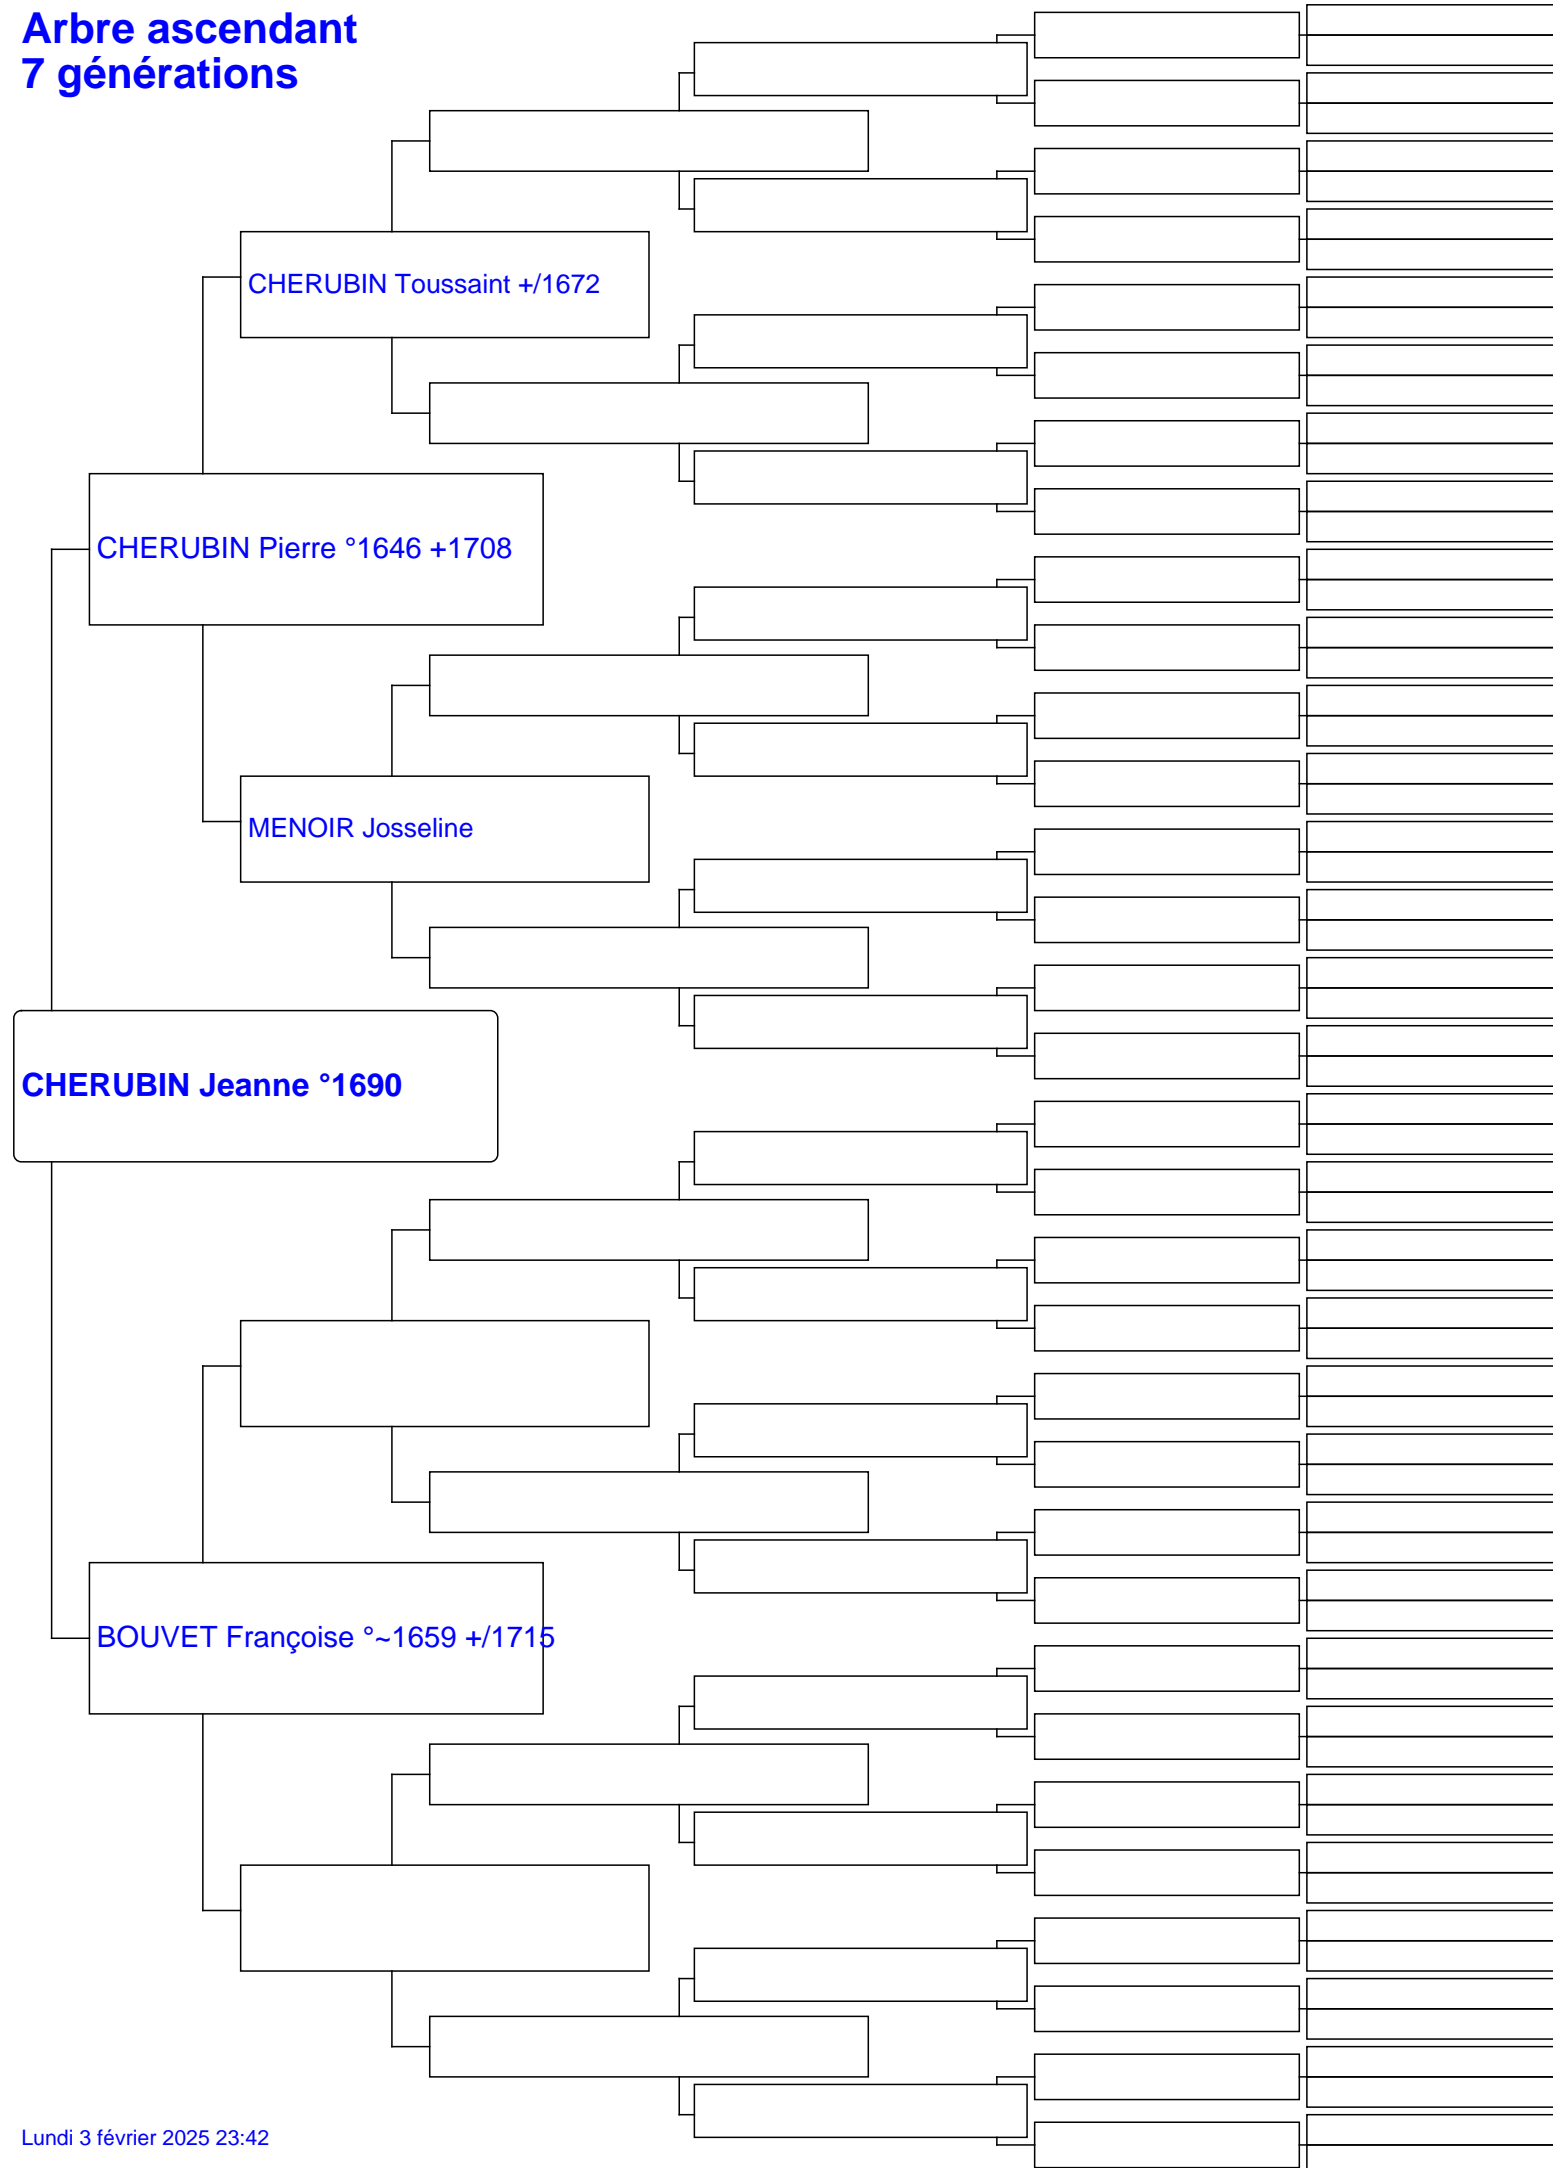 Arbre ascendant
7 générations
CHERUBIN Toussaint +/1672
CHERUBIN Pierre °1646 +1708
MENOIR Josseline
CHERUBIN Jeanne °1690
BOUVET Françoise °~1659 +/1715
Lundi 3 février 2025 23:42